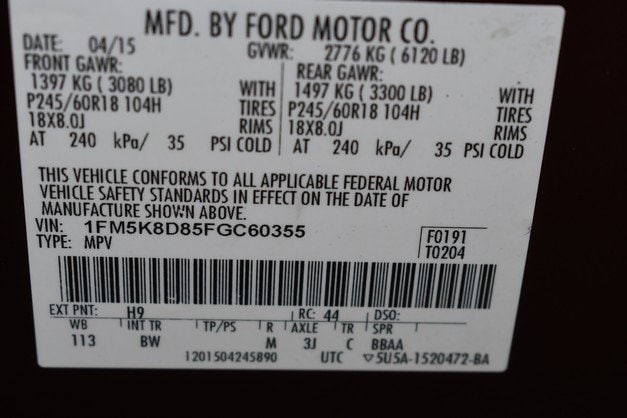 MFD. BY FORD MOTOR CO.
DATE: 04/15 GVWR: 2776 KG ( 6120 LB)
FRONT GAWR: REAR GAWR:
1397 KG ( 3080 LB) WITH 1497 KG ( 3300 LB) WITH
P245/60R18 104H TIRES P245/60R18 104H TIRES
18X8.0J RIMS 18X8.0J RIMS
AT 240 kPa/ 35 PSI COLD AT 240 kPa/ 35 PSI COLD
THIS VEHICLE CONFORMS TO ALL APPLICABLE FEDERAL MOTOR
VEHICLE SAFETY STANDARDS IN EFFECT ON THE DATE OF
MANUFACTURE SHOWN ABOVE.
VIN: 1FM5K8D85FGC60355 F0191
TYPE: MPV T0204
EXT PNT: H9 RC: 44 DSO:
WB INT TR TP/PS R AXLE TR SPR
113 BW M 3J C BBAA
1201504245890 UTC ▽5U5A-1520472-BA